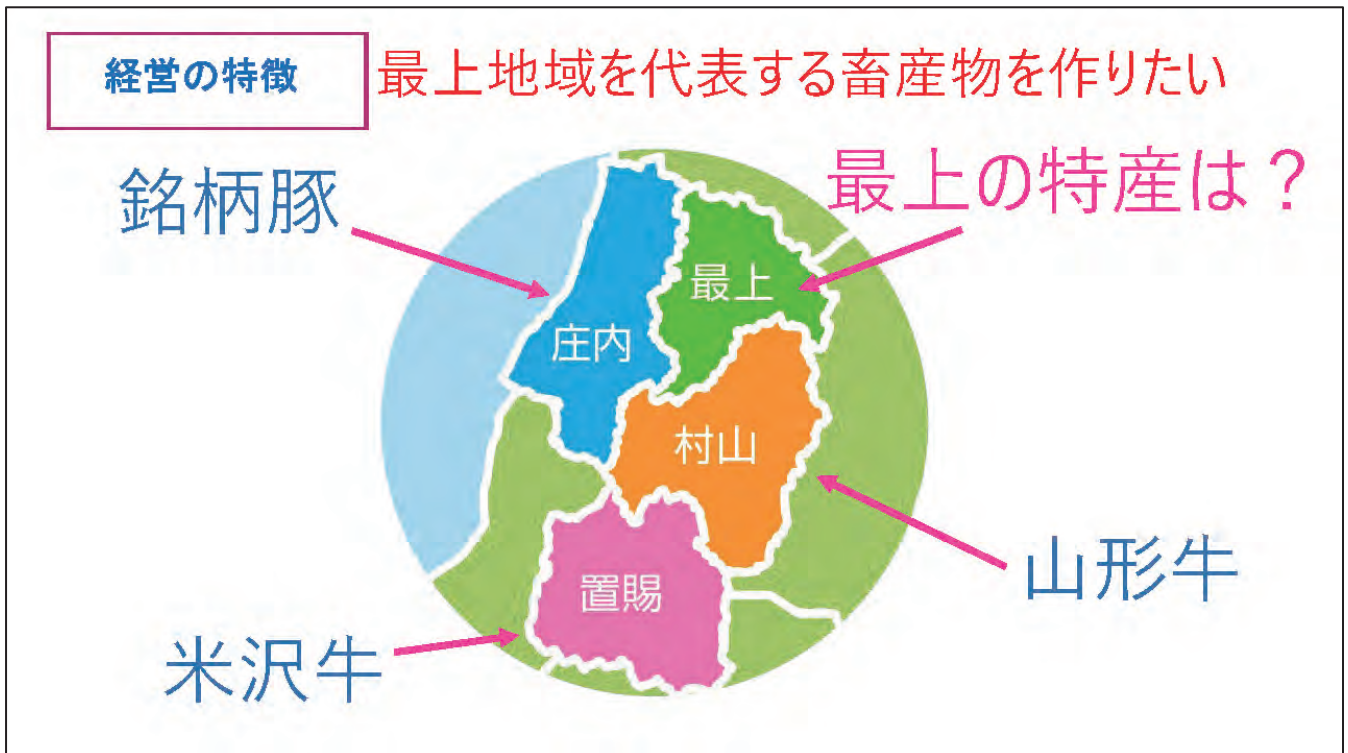 経営の特徴
最上地域を代表する畜産物を作りたい
銘柄豚
最上の特産は？
最上
庄内
村山
山形牛
置賜
米沢牛